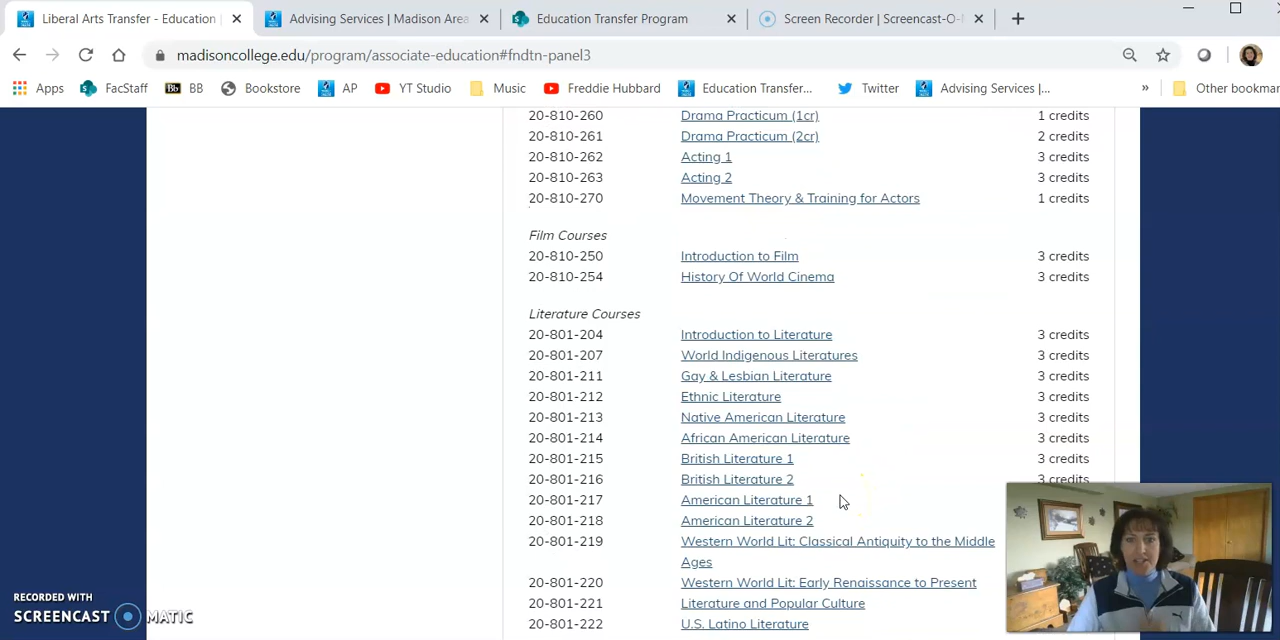 Liberal Arts Transfer - Education
Advising Services | Madison Area
Education Transfer Program
Screen Recorder | Screencast-O-
madisoncollege.edu/program/associate-education#fndtn-panel3
Apps FacStaff Bb BB Bookstore AP YT Studio Music Freddie Hubbard Education Transfer... Twitter Advising Services |... » Other bookmar
20-810-260 Drama Practicum (1cr) 1 credits
20-810-261 Drama Practicum (2cr) 2 credits
20-810-262 Acting 1 3 credits
20-810-263 Acting 2 3 credits
20-810-270 Movement Theory & Training for Actors 1 credits
Film Courses
20-810-250 Introduction to Film 3 credits
20-810-254 History Of World Cinema 3 credits
Literature Courses
20-801-204 Introduction to Literature 3 credits
20-801-207 World Indigenous Literatures 3 credits
20-801-211 Gay & Lesbian Literature 3 credits
20-801-212 Ethnic Literature 3 credits
20-801-213 Native American Literature 3 credits
20-801-214 African American Literature 3 credits
20-801-215 British Literature 1 3 credits
20-801-216 British Literature 2 3 credits
20-801-217 American Literature 1
20-801-218 American Literature 2
20-801-219 Western World Lit: Classical Antiquity to the Middle
Ages
20-801-220 Western World Lit: Early Renaissance to Present
20-801-221 Literature and Popular Culture
20-801-222 U.S. Latino Literature
RECORDED WITH
SCREENCAST MATIC